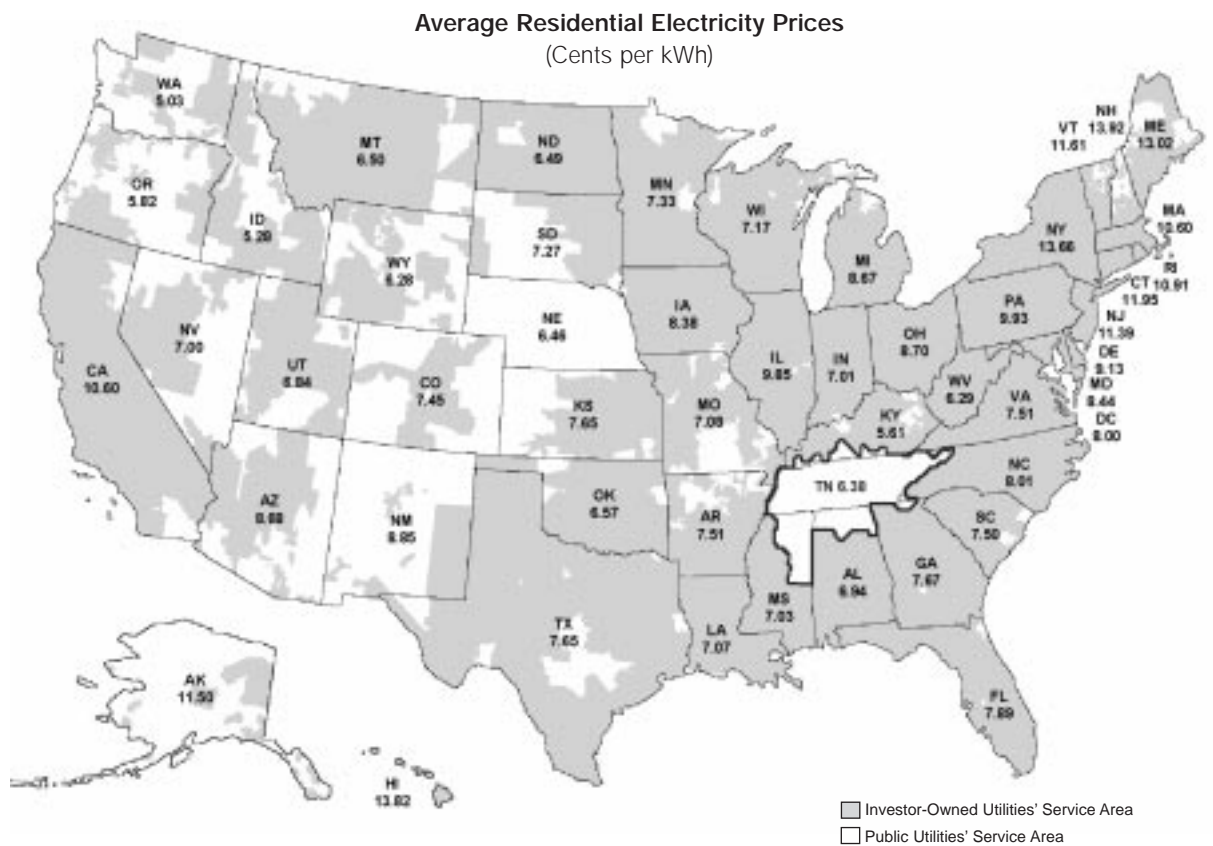 Average Residential Electricity Prices
(Cents per kWh)
WA
5.03
MT
6.50
ND
6.49
MN
7.33
VT
11.61
NH
13.92
ME
13.02
OR
5.82
ID
5.28
WY
6.28
SD
7.27
WI
7.17
MI
8.67
NY
13.66
MA
10.60
RI
10.91
CT
11.95
NJ
11.39
DE
9.13
MD
8.44
DC
8.00
NV
7.00
UT
6.84
CO
7.45
NE
6.46
IA
8.38
IL
9.85
IN
7.01
OH
8.70
PA
9.93
WV
6.29
VA
7.51
CA
10.60
KS
7.65
MO
7.08
KY
5.61
TN 6.38
NC
8.01
AZ
NM
8.85
OK
6.57
AR
7.51
SC
7.50
MS
7.03
AL
6.94
GA
7.67
TX
7.65
LA
7.07
FL
7.89
AK
11.50
HI
13.82
Investor-Owned Utilities' Service Area
Public Utilities' Service Area